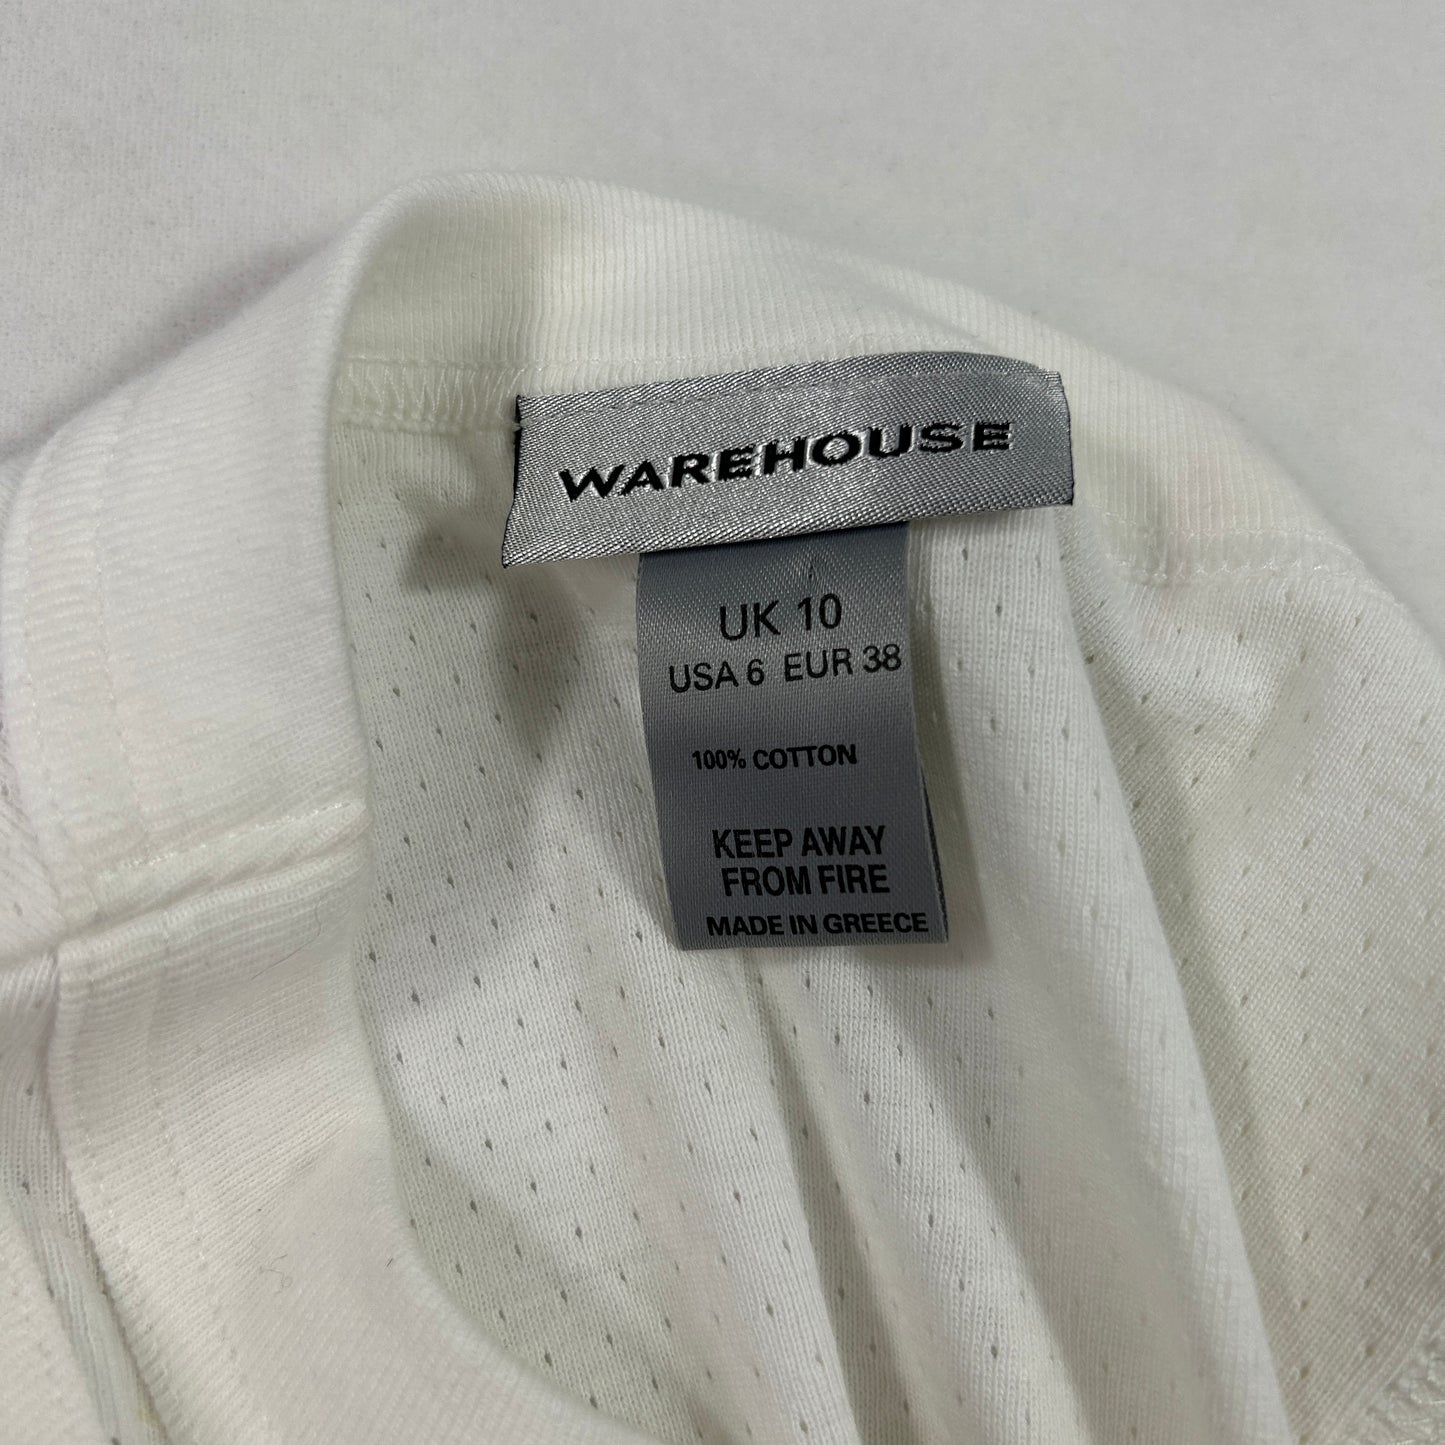 WAREHOUSE
UK 10
USA 6 EUR 38
100% COTTON
KEEP AWAY
FROM FIRE
MADE IN GREECE